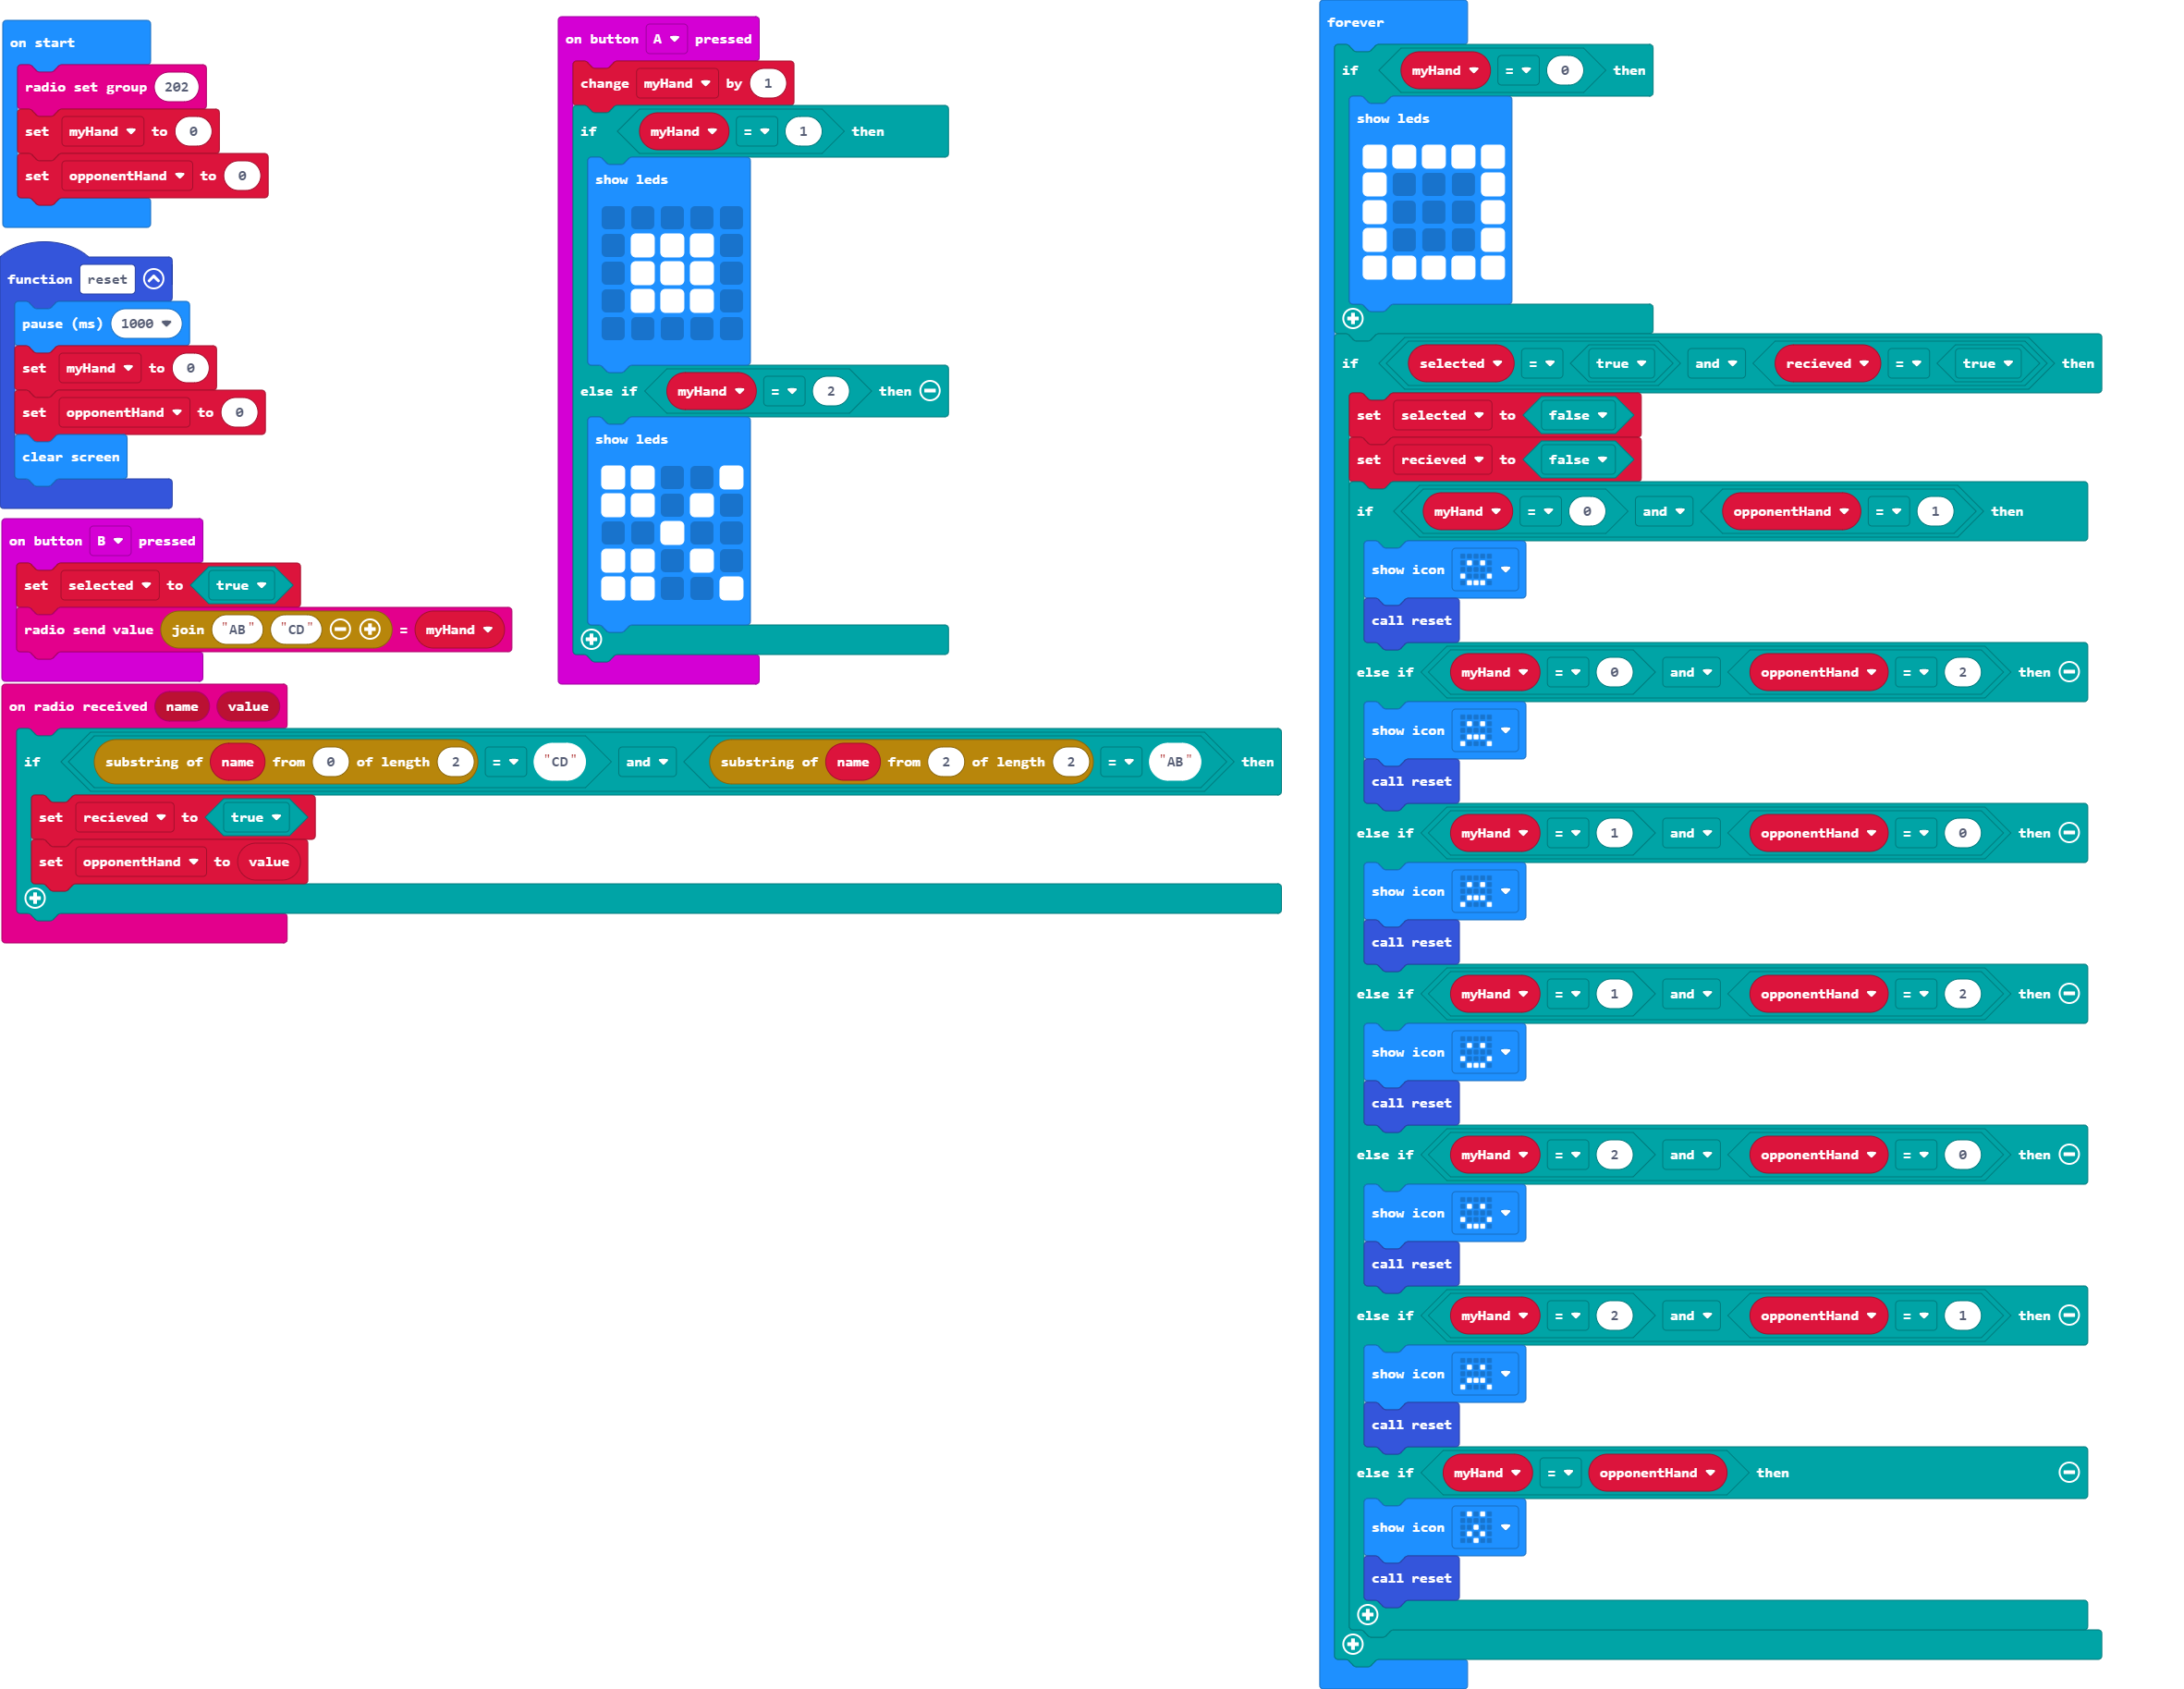 on start
radio set group 202
set myHand to 0
set opponentHand to 0
function reset
pause (ms) 1000
set myHand to 0
set opponentHand to 0
clear screen
on button B pressed
set selected to true
radio send value join "AB" "CD" = myHand
on radio received name value
if substring of name from 0 of length 2 = "CD" and substring of name from 2 of length 2 = "AB" then
set recieved to true
set opponentHand to value
on button A pressed
change myHand by 1
if myHand = 1 then
show leds
else if myHand = 2 then
show leds
forever
if myHand = 0 then
show leds
if selected = true and recieved = true then
set selected to false
set recieved to false
if myHand = 0 and opponentHand = 1 then
show icon
call reset
else if myHand = 0 and opponentHand = 2 then
show icon
call reset
else if myHand = 1 and opponentHand = 0 then
show icon
call reset
else if myHand = 1 and opponentHand = 2 then
show icon
call reset
else if myHand = 2 and opponentHand = 0 then
show icon
call reset
else if myHand = 2 and opponentHand = 1 then
show icon
call reset
else if myHand = opponentHand then
show icon
call reset